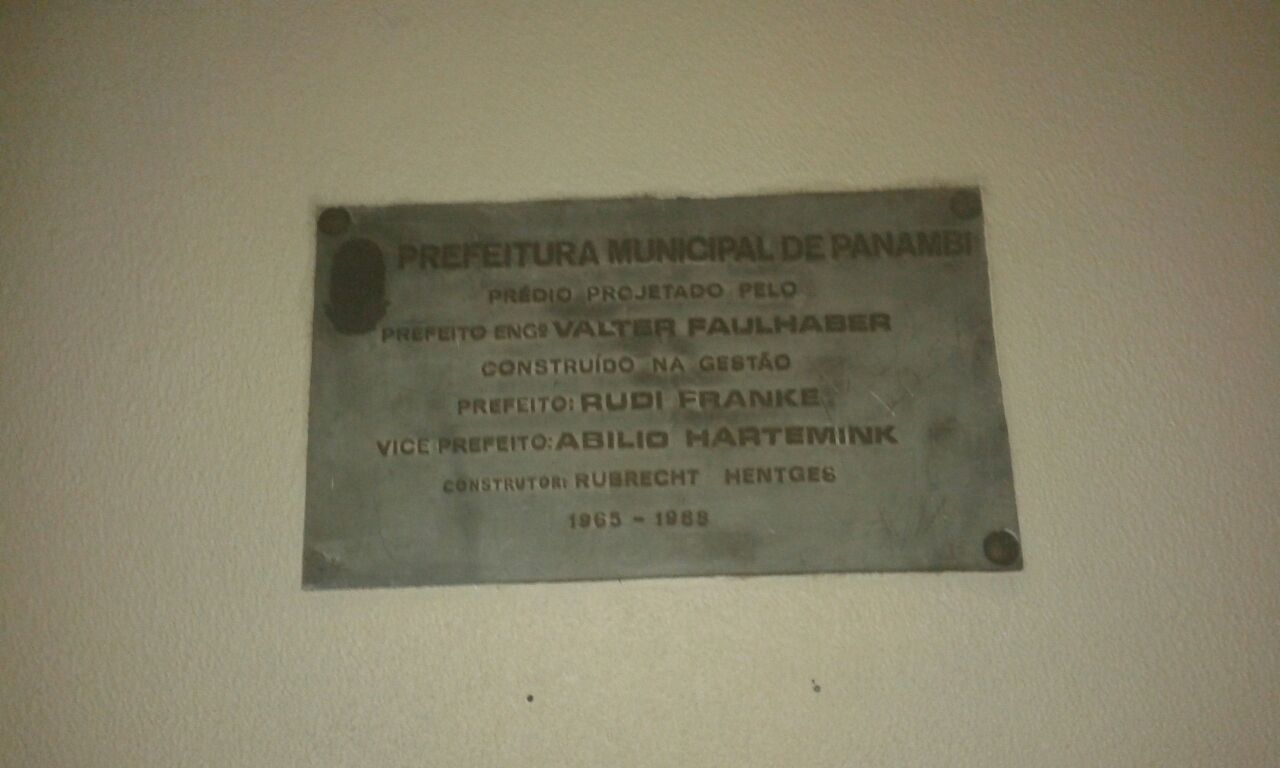 PREFEITURA MUNICIPAL DE PANAMBI
PRÉDIO PROJETADO PELO
PREFEITO ENGº VALTER FAULHABER
CONSTRUÍDO NA GESTÃO
PREFEITO: RUDI FRANKE
VICE PREFEITO: ABILIO HARTEMINK
CONSTRUTOR: RUBRECHT HENTGES
1965 - 1968